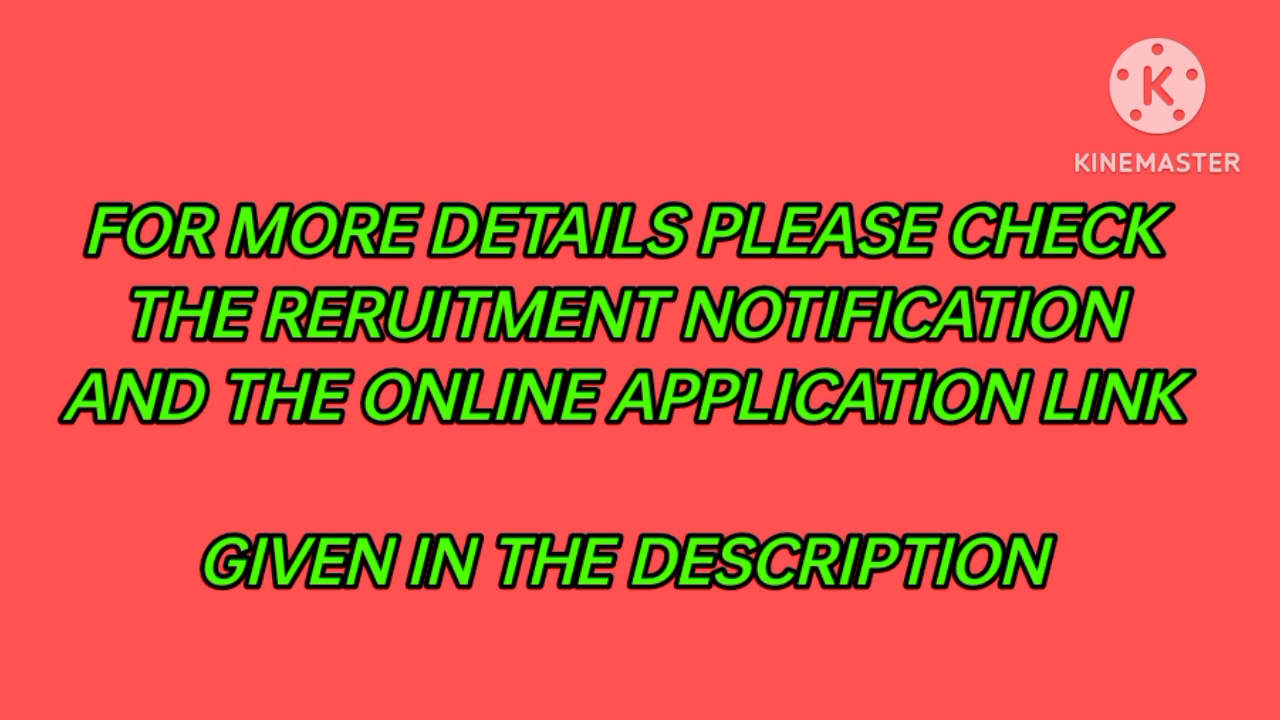 KINEMASTER
FOR MORE DETAILS PLEASE CHECK
THE RERUITMENT NOTIFICATION
AND THE ONLINE APPLICATION LINK
GIVEN IN THE DESCRIPTION